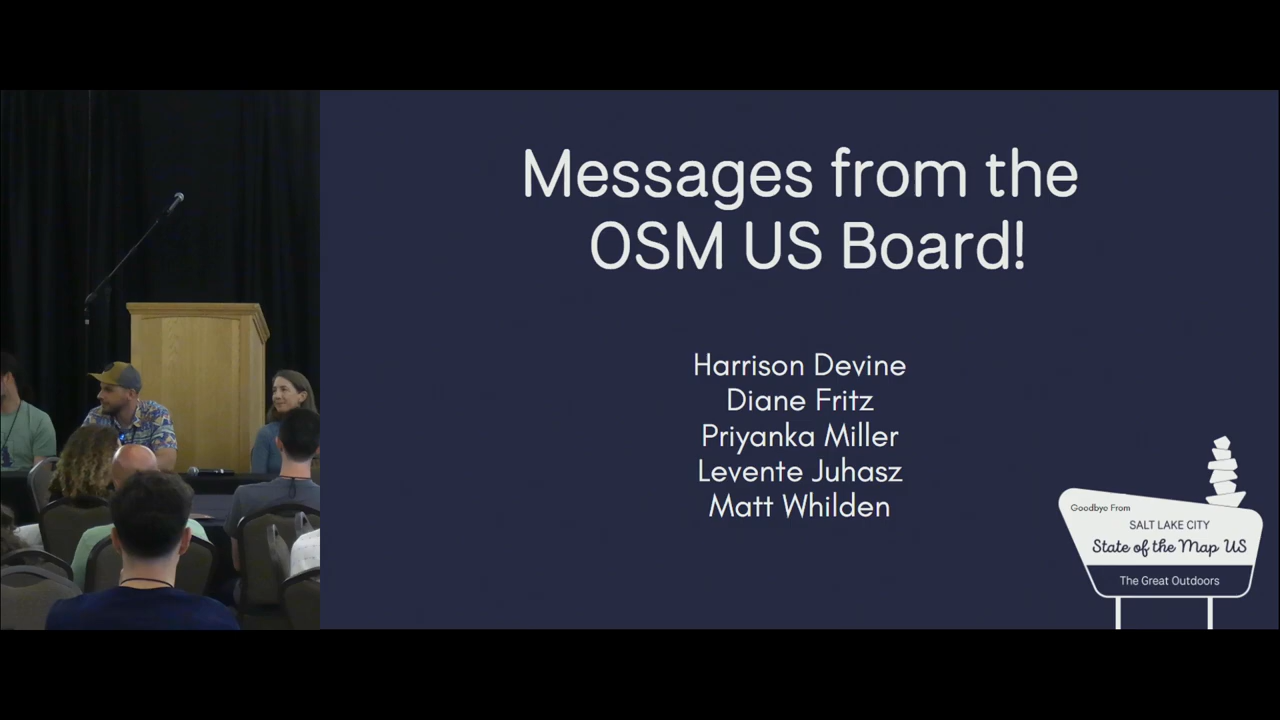 Messages from the
OSM US Board!
Harrison Devine
Diane Fritz
Priyanka Miller
Levente Juhasz
Matt Whilden
Goodbye From
SALT LAKE CITY
State of the Map US
The Great Outdoors